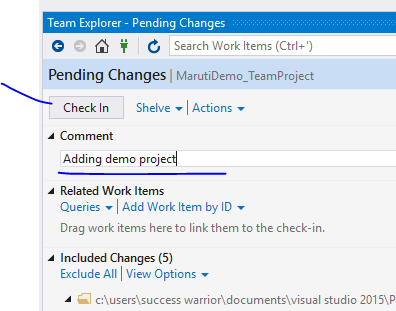 Team Explorer - Pending Changes
Search Work Items (Ctrl+')
Pending Changes | MarutiDemo_TeamProject
Check In Shelve Actions
Comment
Adding demo project
Related Work Items
Queries | Add Work Item by ID
Drag work items here to link them to the check-in.
Included Changes (5)
Exclude All | View Options
c:\users\success warrior\documents\visual studio 2015\P